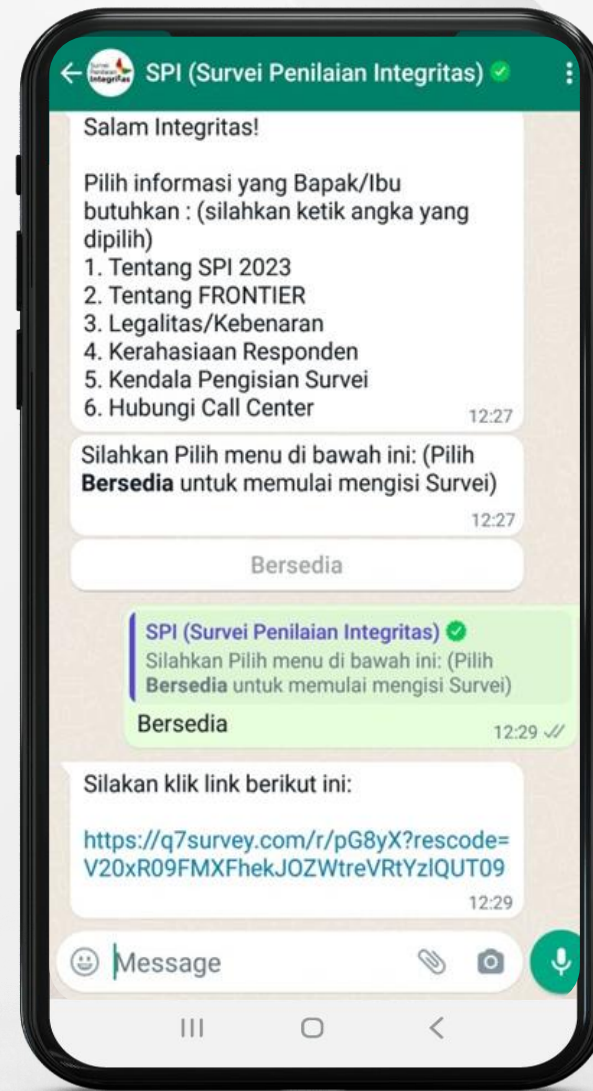 Survei
Penilaian
Integritas
SPI (Survei Penilaian Integritas)
Salam Integritas!
Pilih informasi yang Bapak/Ibu
butuhkan : (silahkan ketik angka yang
dipilih)
1. Tentang SPI 2023
2. Tentang FRONTIER
3. Legalitas/Kebenaran
4. Kerahasiaan Responden
5. Kendala Pengisian Survei
6. Hubungi Call Center
12:27
Silahkan Pilih menu di bawah ini: (Pilih
Bersedia untuk memulai mengisi Survei)
12:27
Bersedia
SPI (Survei Penilaian Integritas)
Silahkan Pilih menu di bawah ini: (Pilih
Bersedia untuk memulai mengisi Survei)
Bersedia
12:29
Silakan klik link berikut ini:
https://q7survey.com/r/pG8yX?rescode=
V20xR09FMXFhekJOZWtreVRtYzlQUT09
12:29
Message